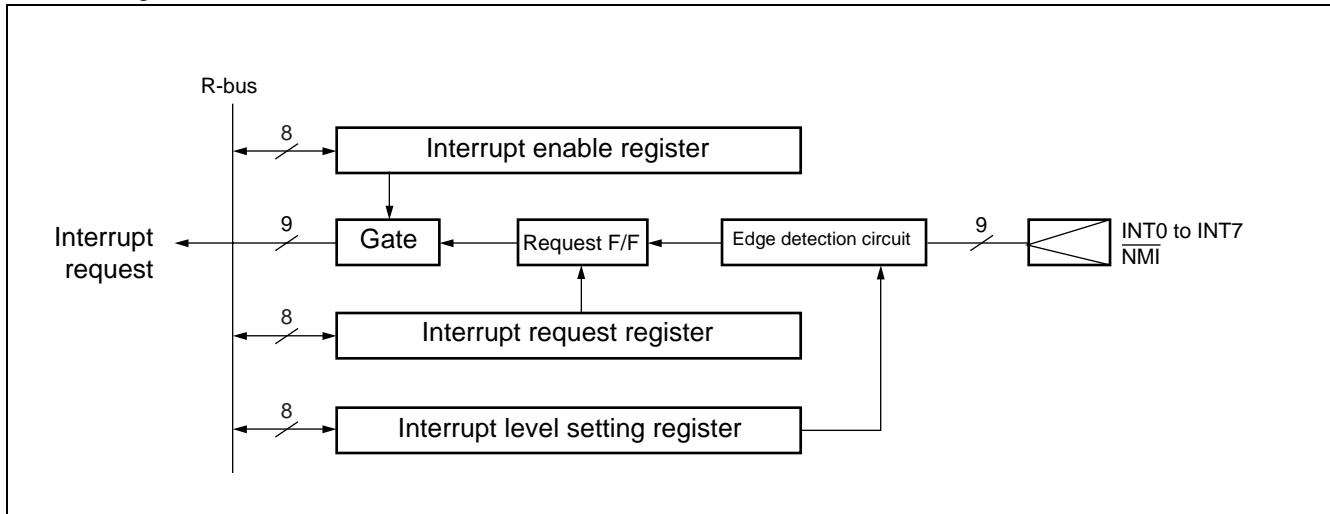 R-bus
8
Interrupt enable register
Interrupt
request
9
Gate
Request F/F
Edge detection circuit
9
INT0 to INT7
NMI
8
Interrupt request register
8
Interrupt level setting register